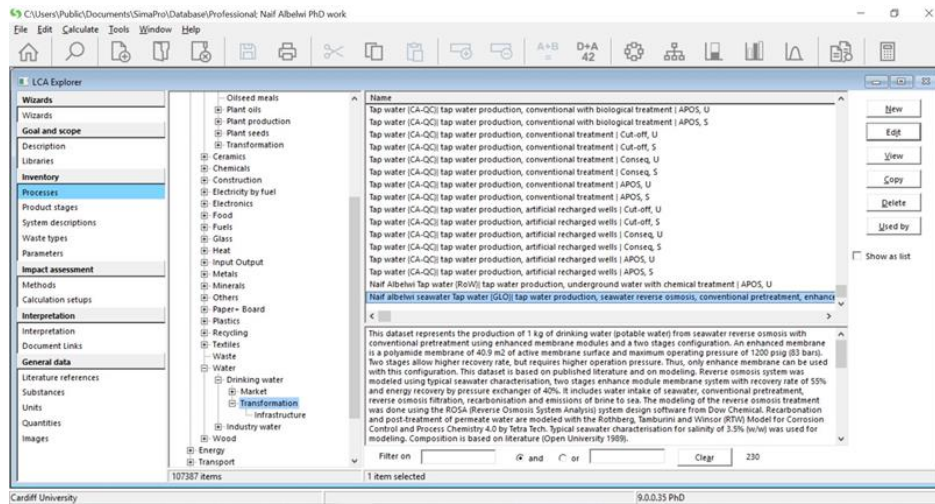 C:\Users\Public\Documents\SimaPro\Database\Professional; Naif Albelwi PhD work
File Edit Calculate Tools Window Help
A+B
D+A
42
LCA Explorer
Wizards
Wizards
Goal and scope
Description
Libraries
Inventory
Processes
Product stages
System descriptions
Waste types
Parameters
Impact assessment
Methods
Calculation setups
Interpretation
Interpretation
Document Links
General data
Literature references
Substances
Units
Quantities
Images
Oilseed meals
Plant oils
Plant production
Plant seeds
Transformation
Ceramics
Chemicals
Construction
Electricity by fuel
Electronics
Food
Fuels
Glass
Heat
Input Output
Metals
Minerals
Others
Paper+ Board
Plastics
Recycling
Textiles
Waste
Water
Drinking water
Market
Transformation
Infrastructure
Industry water
Wood
Energy
Transport
107387 items
Name
Tap water {CA-QC}| tap water production, conventional with biological treatment | APOS, U
Tap water {CA-QC}| tap water production, conventional with biological treatment | APOS, S
Tap water {CA-QC}| tap water production, conventional treatment | Cut-off, U
Tap water {CA-QC}| tap water production, conventional treatment | Cut-off, S
Tap water {CA-QC}| tap water production, conventional treatment | Conseq, U
Tap water {CA-QC}| tap water production, conventional treatment | Conseq, S
Tap water {CA-QC}| tap water production, conventional treatment | APOS, U
Tap water {CA-QC}| tap water production, conventional treatment | APOS, S
Tap water {CA-QC}| tap water production, artificial recharged wells | Cut-off, U
Tap water {CA-QC}| tap water production, artificial recharged wells | Cut-off, S
Tap water {CA-QC}| tap water production, artificial recharged wells | Conseq, U
Tap water {CA-QC}| tap water production, artificial recharged wells | Conseq, S
Tap water {CA-QC}| tap water production, artificial recharged wells | APOS, U
Tap water {CA-QC}| tap water production, artificial recharged wells | APOS, S
Naif Albelwi Tap water {RoW}| tap water production, underground water with chemical treatment | APOS, U
Naif albelwi seawater Tap water {GLO}| tap water production, seawater reverse osmosis, conventional pretreatment, enhance
This dataset represents the production of 1 kg of drinking water (potable water) from seawater reverse osmosis with
conventional pretreatment using enhanced membrane modules and a two stages configuration. An enhanced membrane
is a polyamide membrane of 40.9 m2 of active membrane surface and maximum operating pressure of 1200 psig (83 bars).
Two stages allow higher recovery rate, but requires higher operation pressure. Thus, only enhance membrane can be used
with this configuration. This dataset is based on published literature and on modeling. Reverse osmosis system was
modeled using typical seawater characterisation, two stages enhance module membrane system with recovery rate of 55%
and energy recovery by pressure exchanger of 40%. It includes water intake of seawater, conventional pretreatment,
reverse osmosis filtration, recarbonisation and emissions of brine to sea. The modeling of the reverse osmosis treatment
was done using the ROSA (Reverse Osmosis System Analysis) system design software from Dow Chemical. Recarbonation
and post-treatment of permeate water are modeled with the Rothberg, Tamburini and Winsor (RTW) Model for Corrosion
Control and Process Chemistry 4.0 by Tetra Tech. Typical seawater characterisation for salinity of 3.5% (w/w) was used for
modeling. Composition is based on literature (Open University 1989).
Filter on
and
or
Clear
230
1 item selected
New
Edit
View
Copy
Delete
Used by
Show as list
Cardiff University
9.0.0.35 PhD